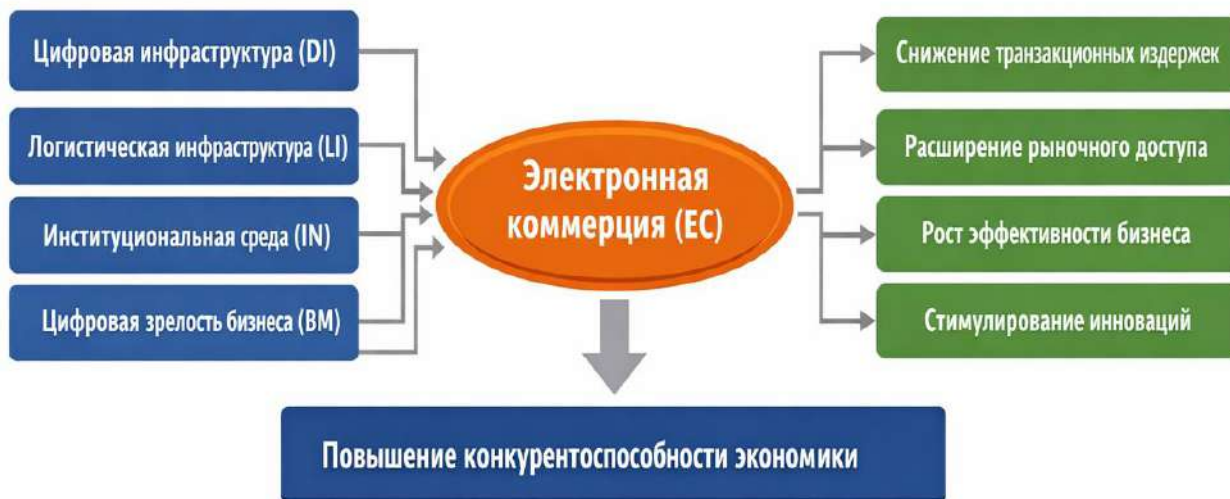 Цифровая инфраструктура (DI)
Логистическая инфраструктура (LI)
Институциональная среда (IN)
Цифровая зрелость бизнеса (BM)
Электронная
коммерция (EC)
Снижение транзакционных издержек
Расширение рыночного доступа
Рост эффективности бизнеса
Стимулирование инноваций
Повышение конкурентоспособности экономики